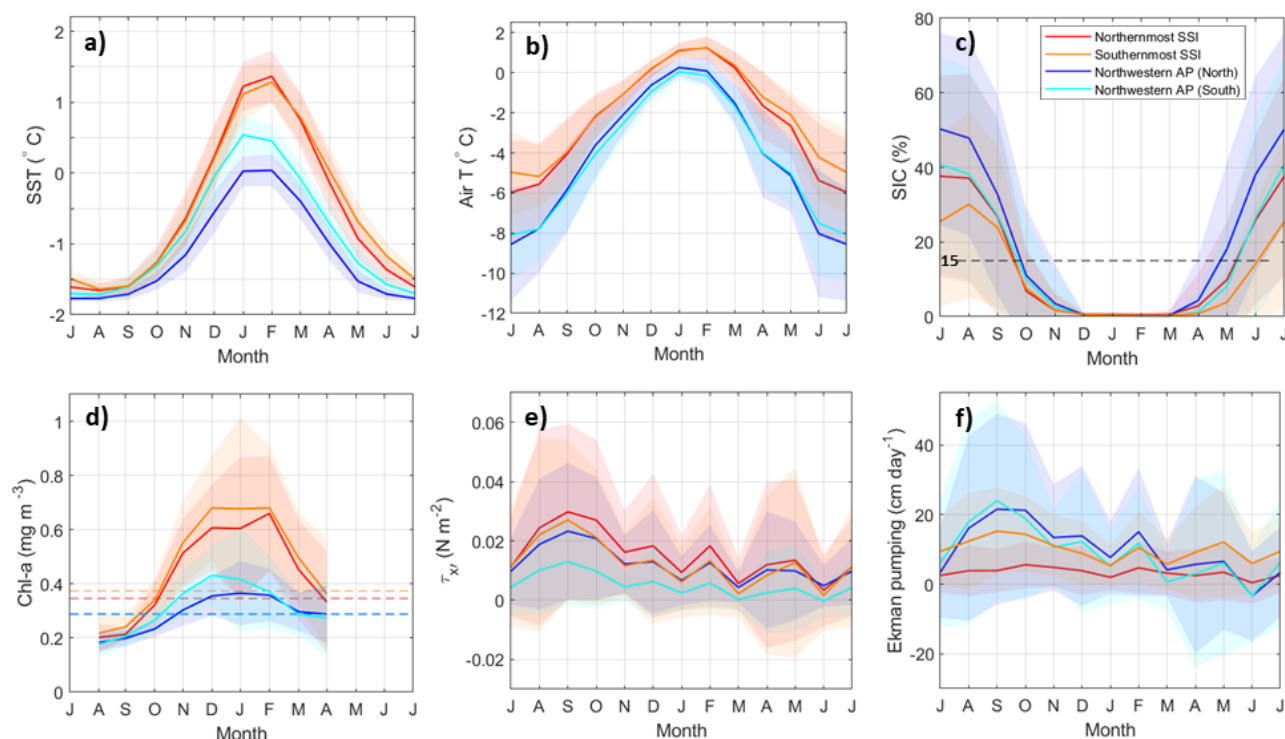 a)
SST (° C)
2
1
0
-1
-2
J A S O N D J F M A M J J
Month
b)
Air T (° C)
2
0
-2
-4
-6
-8
-10
-12
J A S O N D J F M A M J J
Month
c)
SIC (%)
80
60
40
20
15
0
Northernmost SSI
Southernmost SSI
Northwestern AP (North)
Northwestern AP (South)
J A S O N D J F M A M J J
Month
d)
Chl-a (mg m⁻³)
1
0.8
0.6
0.4
0.2
0
J A S O N D J F M A M J J
Month
e)
τₓ, (N m⁻²)
0.06
0.04
0.02
0
-0.02
J A S O N D J F M A M J J
Month
f)
Ekman pumping (cm day⁻¹)
40
20
0
-20
J A S O N D J F M A M J J
Month